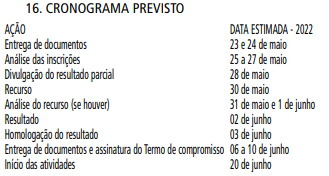 16. CRONOGRAMA PREVISTO
AÇÃO DATA ESTIMADA - 2022
Entrega de documentos 23 e 24 de maio
Análise das inscrições 25 a 27 de maio
Divulgação do resultado parcial 28 de maio
Recurso 30 de maio
Análise do recurso (se houver) 31 de maio e 1 de junho
Resultado 02 de junho
Homologação do resultado 03 de junho
Entrega de documentos e assinatura do Termo de compromisso 06 a 10 de junho
Início das atividades 20 de junho